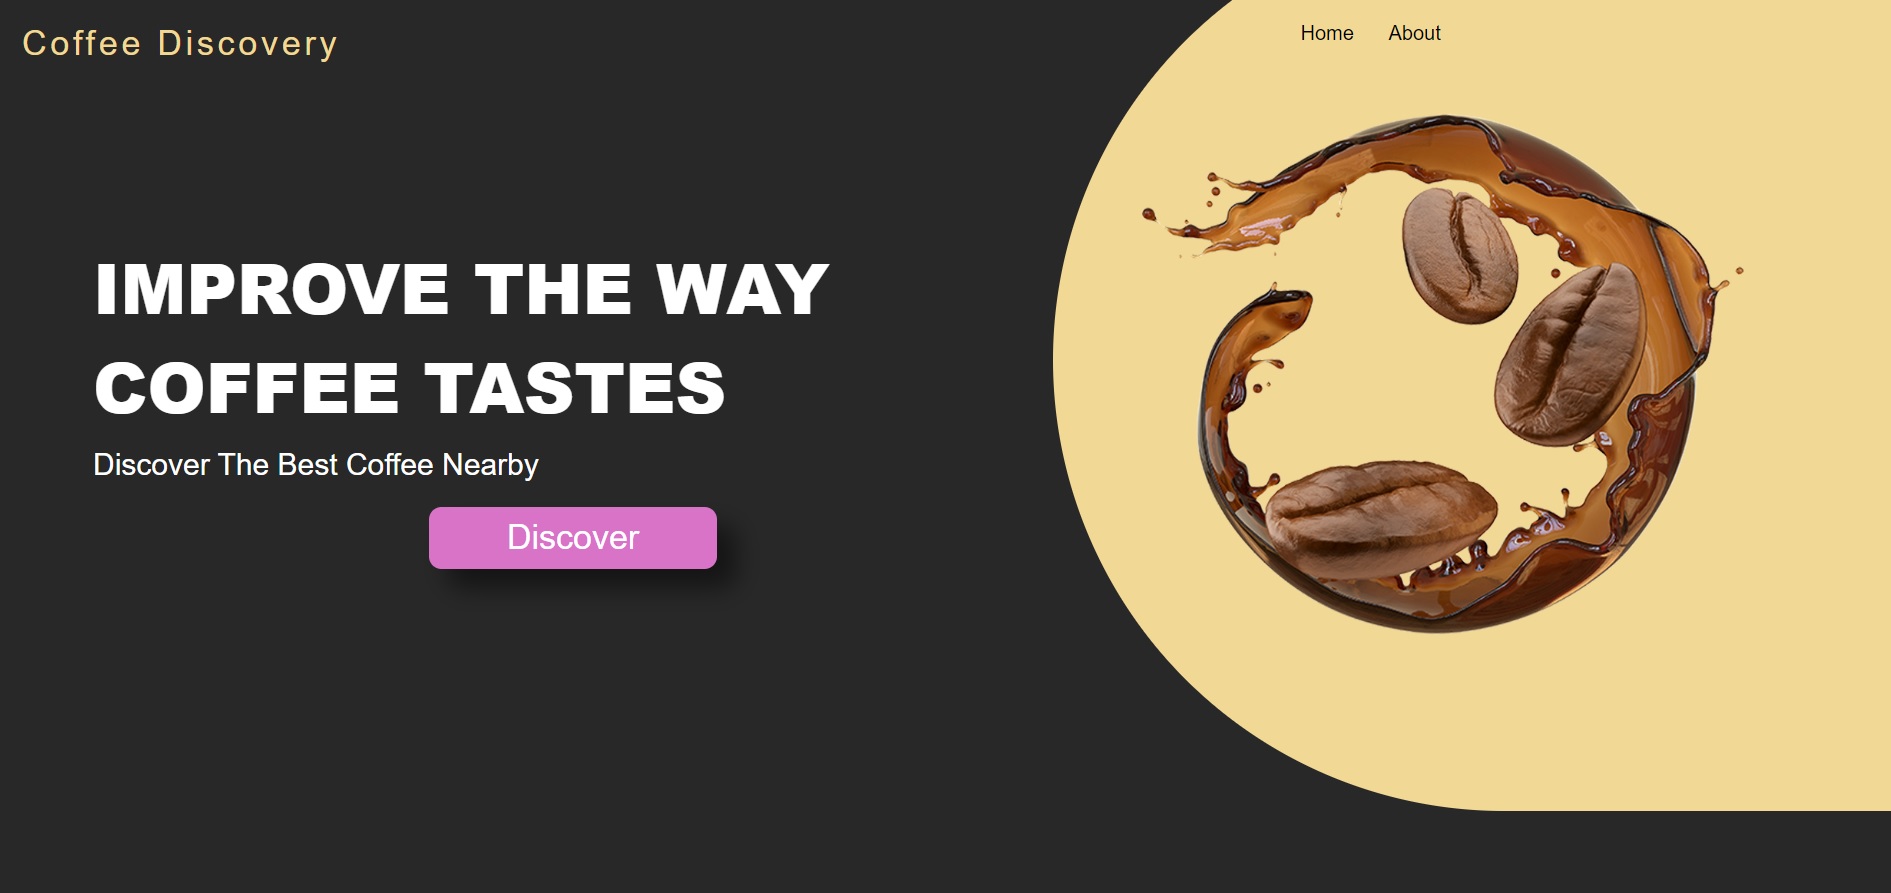 Coffee Discovery
Home About
IMPROVE THE WAY
COFFEE TASTES
Discover The Best Coffee Nearby
Discover